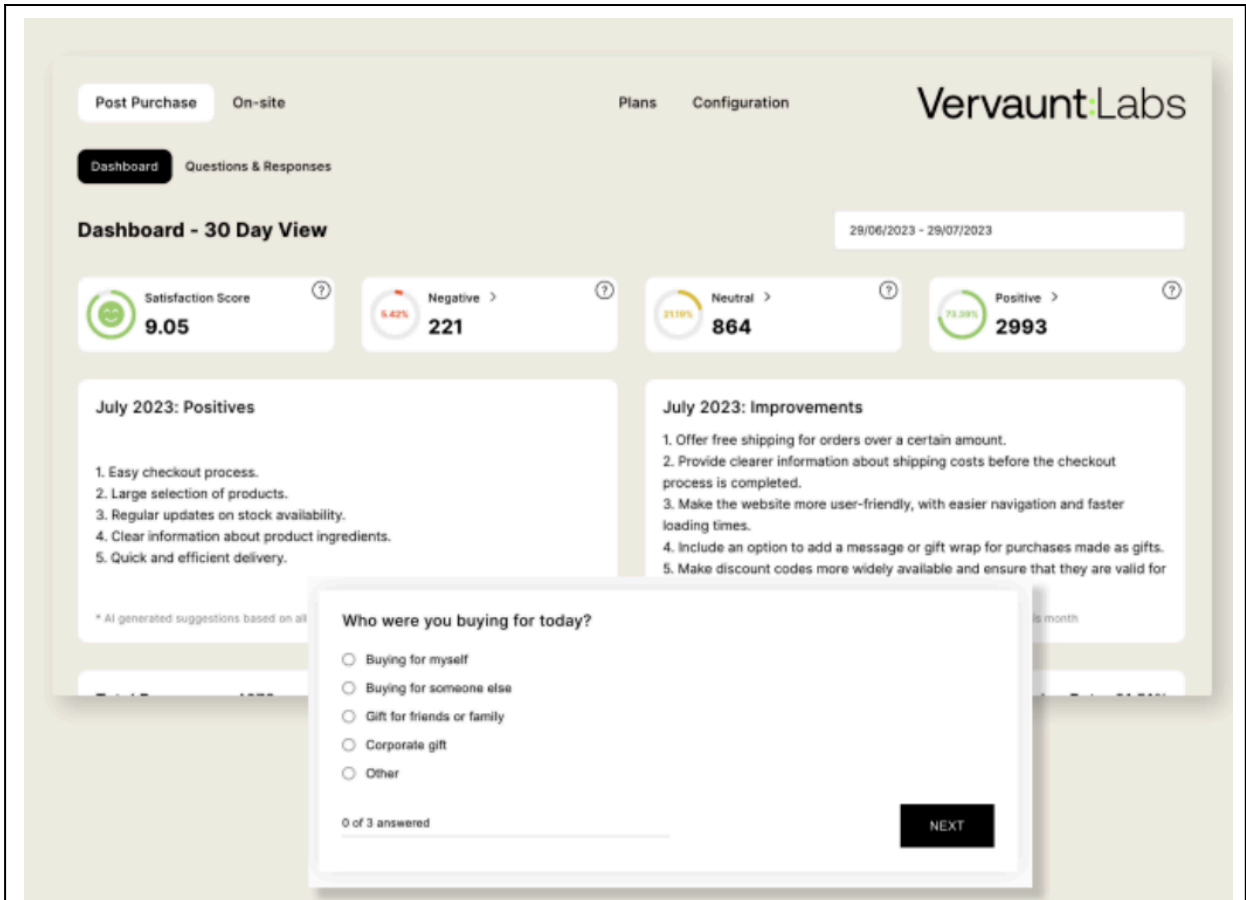 Post Purchase On-site Plans Configuration Vervaunt:Labs
Dashboard Questions & Responses
Dashboard - 30 Day View
29/06/2023 - 29/07/2023
Satisfaction Score
9.05
?
5.42%
Negative >
221
?
21.19%
Neutral >
864
?
73.39%
Positive >
2993
?
July 2023: Positives
1. Easy checkout process.
2. Large selection of products.
3. Regular updates on stock availability.
4. Clear information about product ingredients.
5. Quick and efficient delivery.
* AI generated suggestions based on all
July 2023: Improvements
1. Offer free shipping for orders over a certain amount.
2. Provide clearer information about shipping costs before the checkout
process is completed.
3. Make the website more user-friendly, with easier navigation and faster
loading times.
4. Include an option to add a message or gift wrap for purchases made as gifts.
5. Make discount codes more widely available and ensure that they are valid for
month
Who were you buying for today?
Buying for myself
Buying for someone else
Gift for friends or family
Corporate gift
Other
0 of 3 answered
NEXT